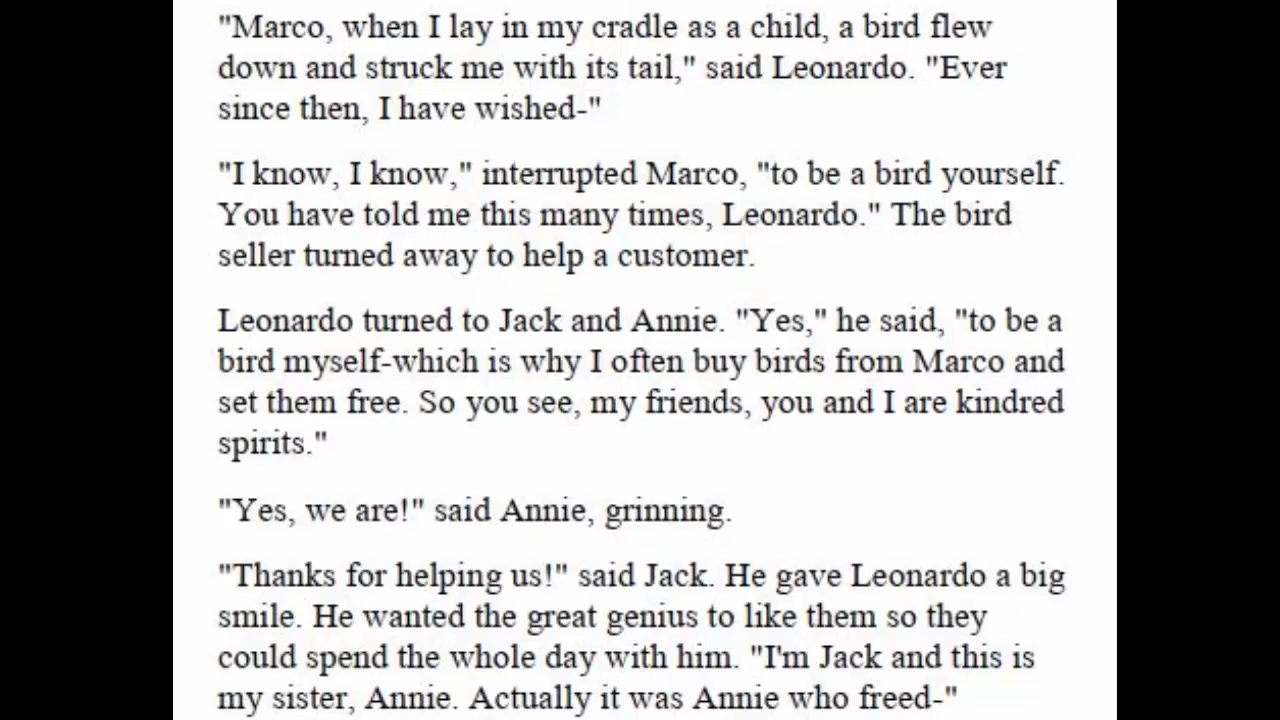 "Marco, when I lay in my cradle as a child, a bird flew
down and struck me with its tail," said Leonardo. "Ever
since then, I have wished-"
"I know, I know," interrupted Marco, "to be a bird yourself.
You have told me this many times, Leonardo." The bird
seller turned away to help a customer.
Leonardo turned to Jack and Annie. "Yes," he said, "to be a
bird myself-which is why I often buy birds from Marco and
set them free. So you see, my friends, you and I are kindred
spirits."
"Yes, we are!" said Annie, grinning.
"Thanks for helping us!" said Jack. He gave Leonardo a big
smile. He wanted the great genius to like them so they
could spend the whole day with him. "I'm Jack and this is
my sister, Annie. Actually it was Annie who freed-"